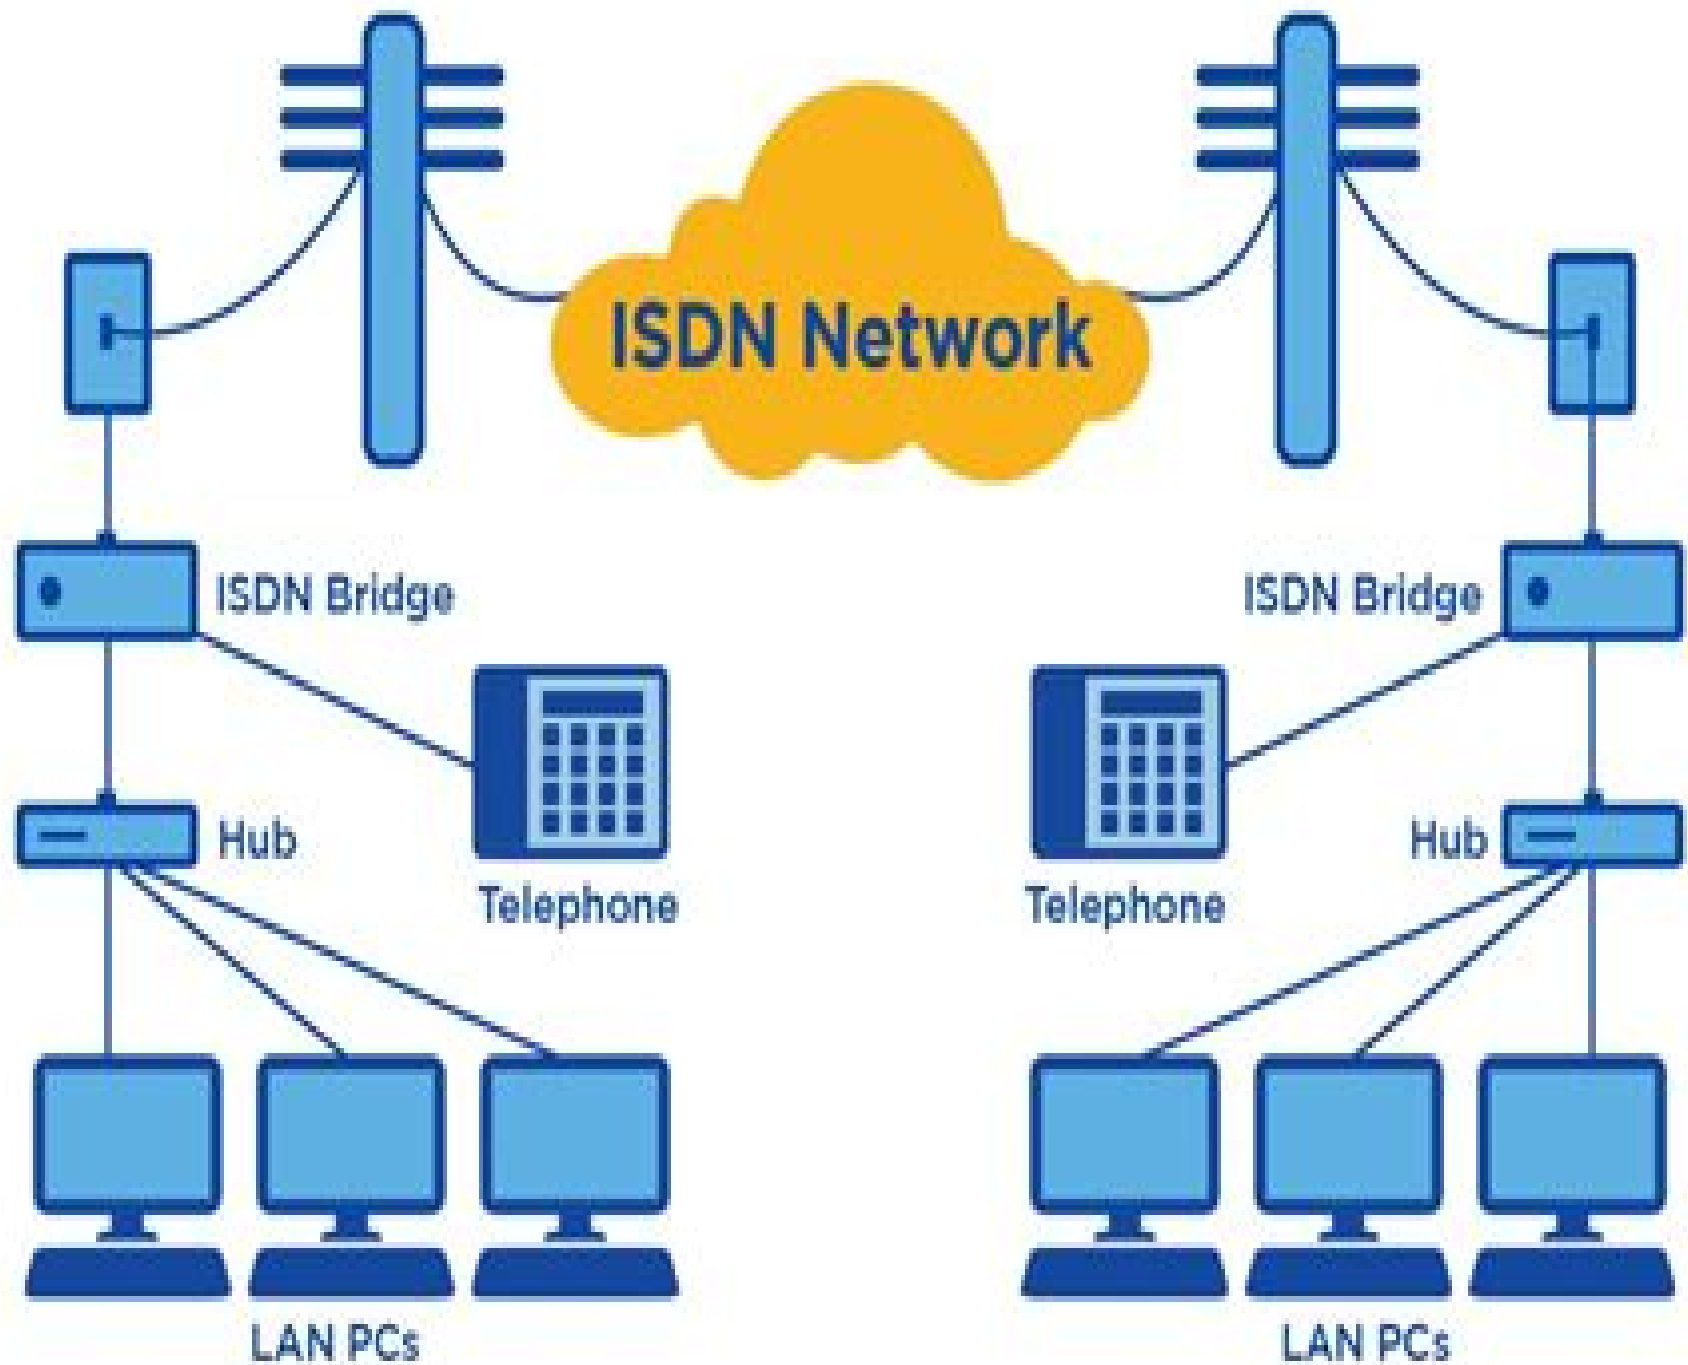 ISDN Network
ISDN Bridge
ISDN Bridge
Hub
Hub
Telephone
Telephone
LAN PCs
LAN PCs